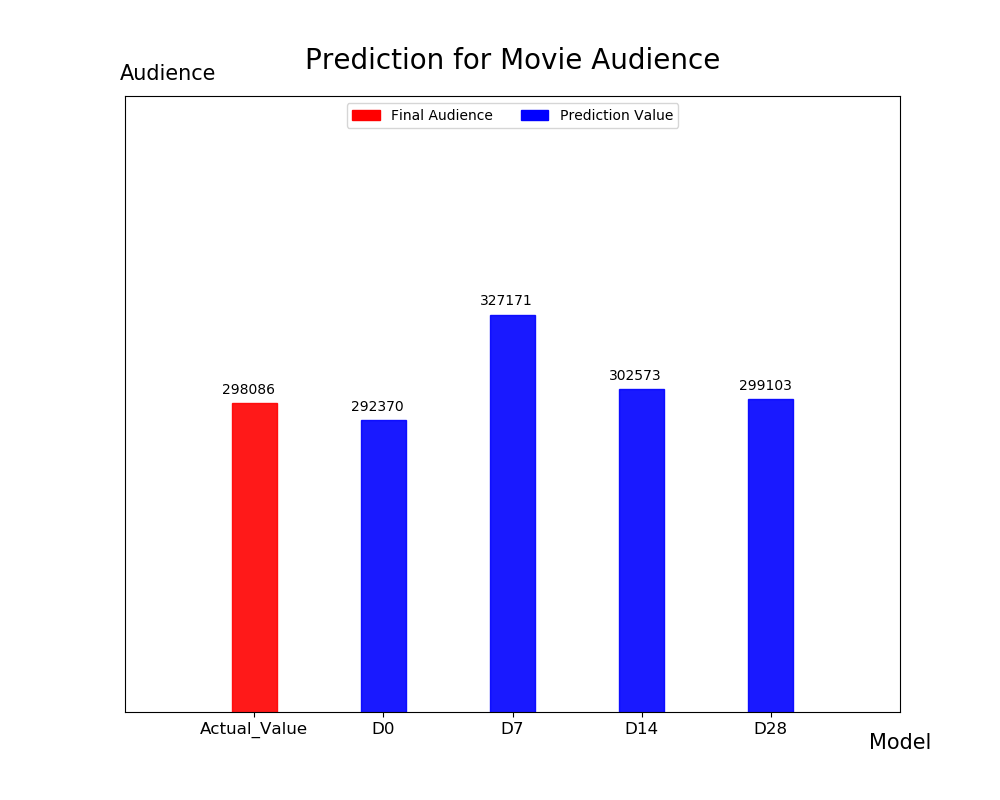 Prediction for Movie Audience
Audience
Final Audience
Prediction Value
327171
302573
299103
298086
292370
Actual_Value
D0
D7
D14
D28
Model